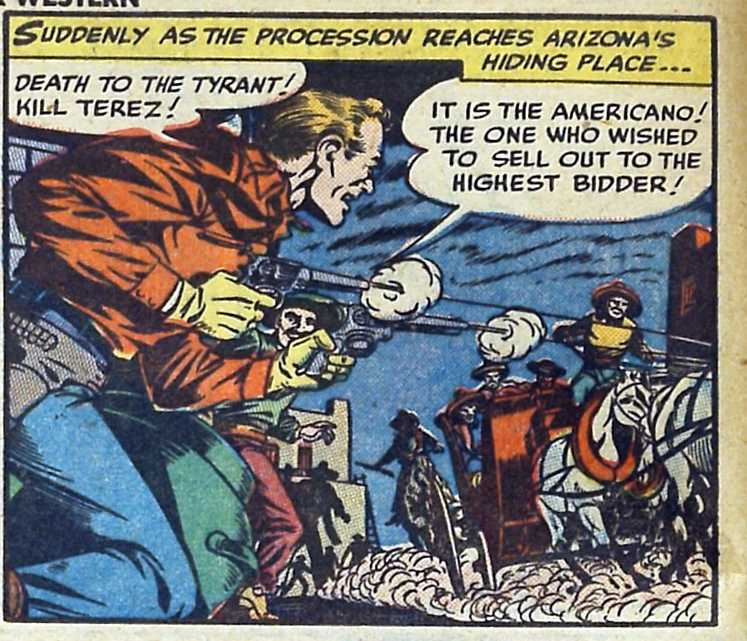 WESTERN
SUDDENLY AS THE PROCESSION REACHES ARIZONA'S
HIDING PLACE...
DEATH TO THE TYRANT!
KILL TEREZ!
IT IS THE AMERICANO!
THE ONE WHO WISHED
TO SELL OUT TO THE
HIGHEST BIDDER!